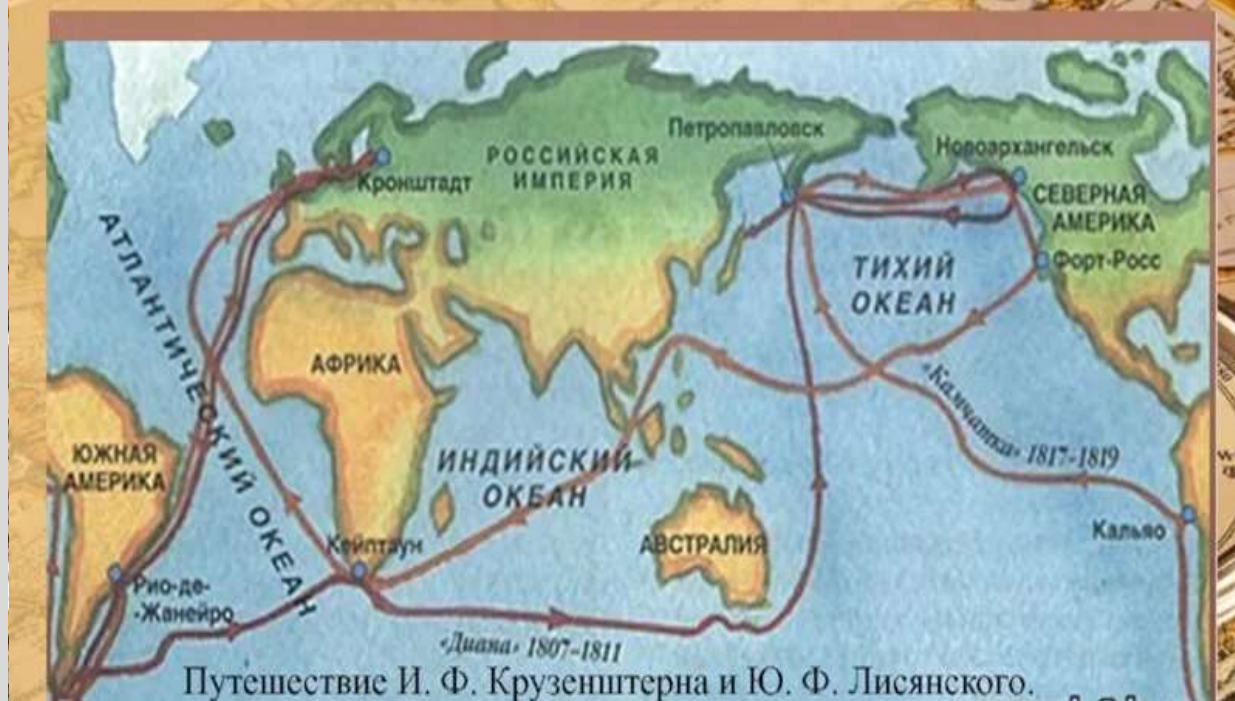 Петропавловск
Новоархангельск
РОССИЙСКАЯ
ИМПЕРИЯ
Кронштадт
СЕВЕРНАЯ
АМЕРИКА
ТИХИЙ
ОКЕАН
Форт-Росс
АТЛАНТИЧЕСКИЙ ОКЕАН
АФРИКА
«Камчатка» 1817-1819
ЮЖНАЯ
АМЕРИКА
ИНДИЙСКИЙ
ОКЕАН
Кальяо
Кейптаун
АВСТРАЛИЯ
Рио-де-
-Жанейро
«Диана» 1807-1811
Путешествие И. Ф. Крузенштерна и Ю. Ф. Лисянского.